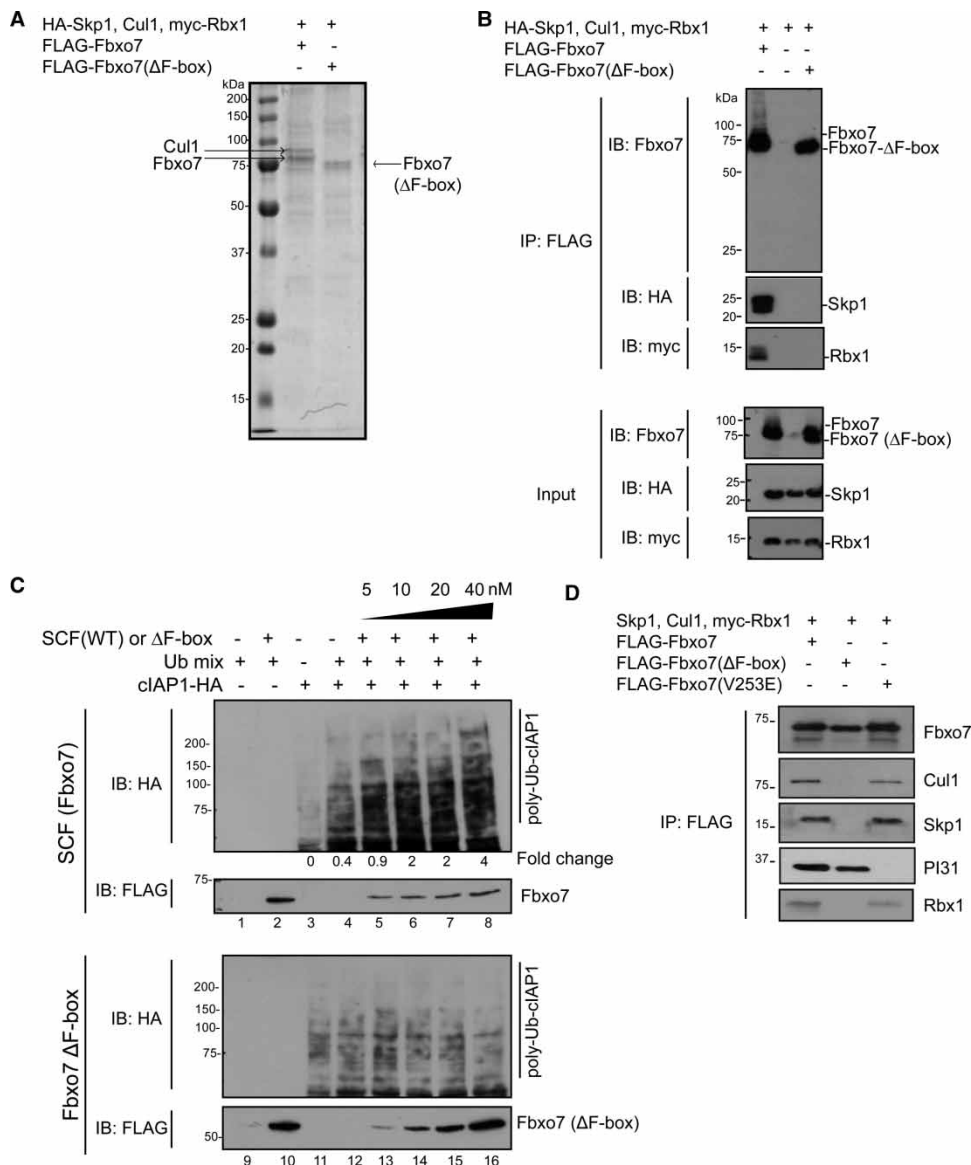 A
HA-Skp1, Cul1, myc-Rbx1 + +
FLAG-Fbxo7 + -
FLAG-Fbxo7(ΔF-box) - +
kDa
200-
150-
100-
Cul1
Fbxo7
75
Fbxo7
(ΔF-box)
50-
37-
25-
20-
15-
B
HA-Skp1, Cul1, myc-Rbx1 + + +
FLAG-Fbxo7 + - -
FLAG-Fbxo7(ΔF-box) - - +
IP: FLAG
IB: Fbxo7
kDa
100-
75-
50-
25-
Fbxo7
Fbxo7-ΔF-box
IB: HA
25-
20-
-Skp1
IB: myc
15-
-Rbx1
Input
IB: Fbxo7
100-
75-
Fbxo7
Fbxo7 (ΔF-box)
IB: HA
25-
20-
-Skp1
IB: myc
15-
-Rbx1
C
5 10 20 40 nM
SCF(WT) or ΔF-box - + - - + + + +
Ub mix + + - + + + + +
cIAP1-HA - - + + + + + +
SCF (Fbxo7)
IB: HA
200-
150-
100-
75-
poly-Ub-cIAP1
0 0.4 0.9 2 2 4 Fold change
IB: FLAG
75-
Fbxo7
1 2 3 4 5 6 7 8
Fbxo7 ΔF-box
IB: HA
200-
150-
100-
75-
poly-Ub-cIAP1
IB: FLAG
50-
Fbxo7 (ΔF-box)
9 10 11 12 13 14 15 16
D
Skp1, Cul1, myc-Rbx1 + + +
FLAG-Fbxo7 + - -
FLAG-Fbxo7(ΔF-box) - + -
FLAG-Fbxo7(V253E) - - +
IP: FLAG
75-
Fbxo7
75-
Cul1
15-
Skp1
37-
PI31
Rbx1